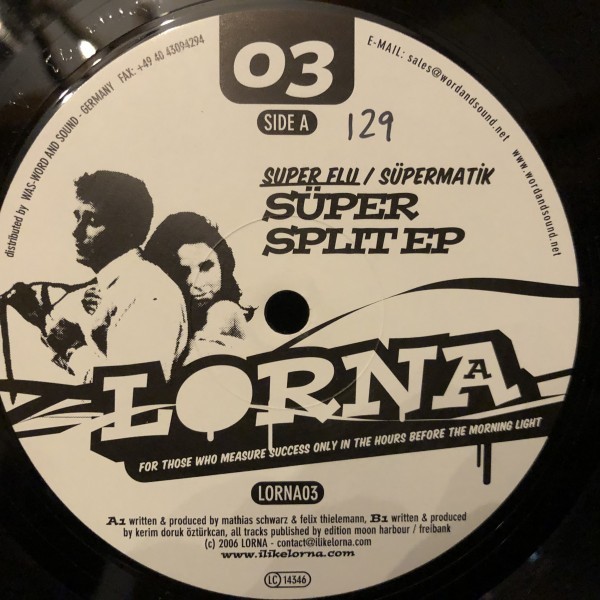 03
SIDE A
129
SUPER FLU / SÜPERMATİK
SÜPER
SPLIT EP
distributed by WAS-WORD AND SOUND - GERMANY FAX: +49 40 43094294
E-MAIL: sales@wordandsound.net www.wordandsound.net
LORNA
A
FOR THOSE WHO MEASURE SUCCESS ONLY IN THE HOURS BEFORE THE MORNING LIGHT
LORNA03
A1 written & produced by mathias schwarz & felix thielemann, B1 written & produced
by kerim doruk öztürkcan, all tracks published by edition moon harbour / freibank
(c) 2006 LORNA - contact@ilikelorna.com
www.ilikelorna.com
LC 14346